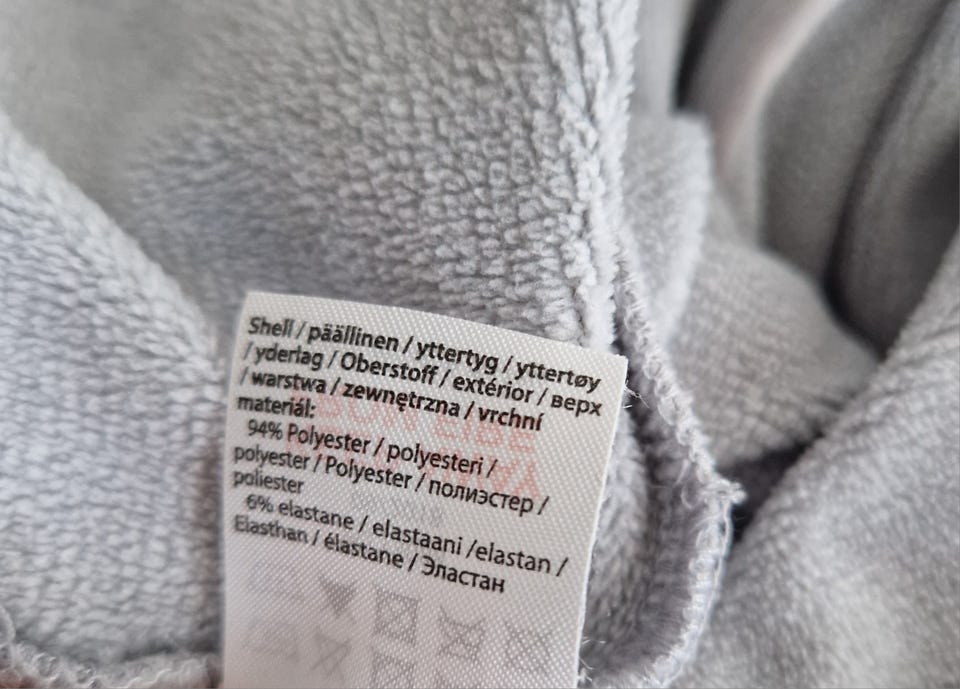 Shell / päällinen / yttertyg / yttertøy
/ yderlag / Oberstoff / extérior / верх
/ warstwa / zewnętrzna / vrchní
materiál:
94% Polyester / polyesteri /
polyester / Polyester / полиэстер /
poliester
6% elastane / elastaani /elastan /
Elasthan / élastane / Эластан